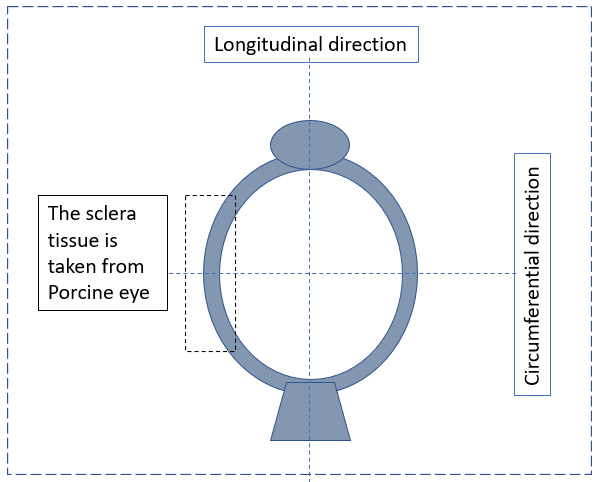 Longitudinal direction
The sclera
tissue is
taken from
Porcine eye
Circumferential direction